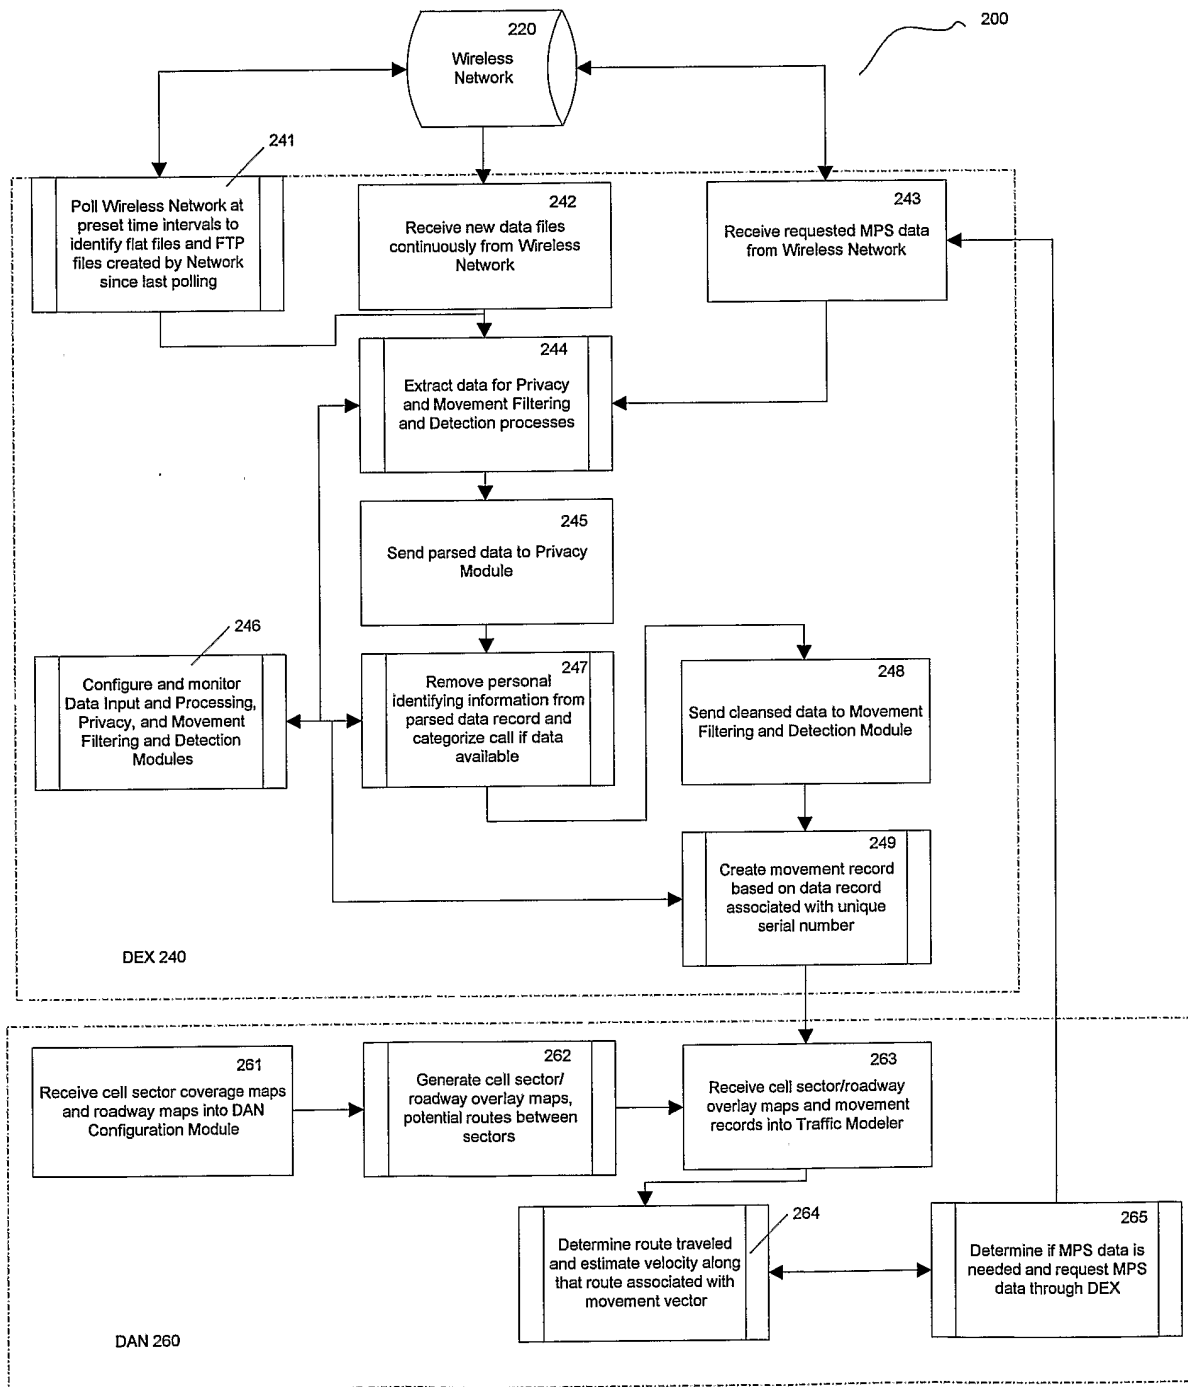 200
220
Wireless
Network
241
Poll Wireless Network at
preset time intervals to
identify flat files and FTP
files created by Network
since last polling
242
Receive new data files
continuously from Wireless
Network
243
Receive requested MPS data
from Wireless Network
244
Extract data for Privacy
and Movement Filtering
and Detection processes
245
Send parsed data to Privacy
Module
246
Configure and monitor
Data Input and Processing,
Privacy, and Movement
Filtering and Detection
Modules
247
Remove personal
identifying information from
parsed data record and
categorize call if data
available
248
Send cleansed data to Movement
Filtering and Detection Module
249
Create movement record
based on data record
associated with unique
serial number
DEX 240
261
Receive cell sector coverage maps
and roadway maps into DAN
Configuration Module
262
Generate cell sector/
roadway overlay maps,
potential routes between
sectors
263
Receive cell sector/roadway
overlay maps and movement
records into Traffic Modeler
264
Determine route traveled
and estimate velocity along
that route associated with
movement vector
265
Determine if MPS data is
needed and request MPS
data through DEX
DAN 260